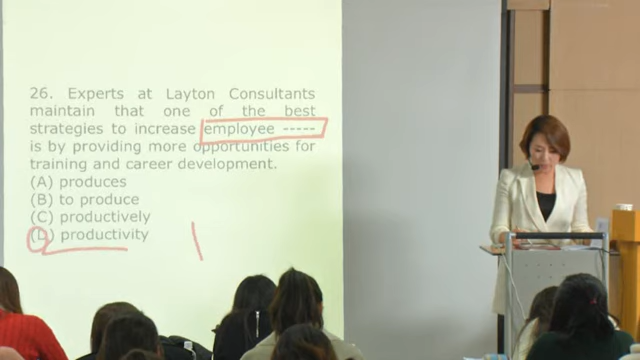 26. Experts at Layton Consultants
maintain that one of the best
strategies to increase employee -----
is by providing more opportunities for
training and career development.
(A) produces
(B) to produce
(C) productively
(D) productivity